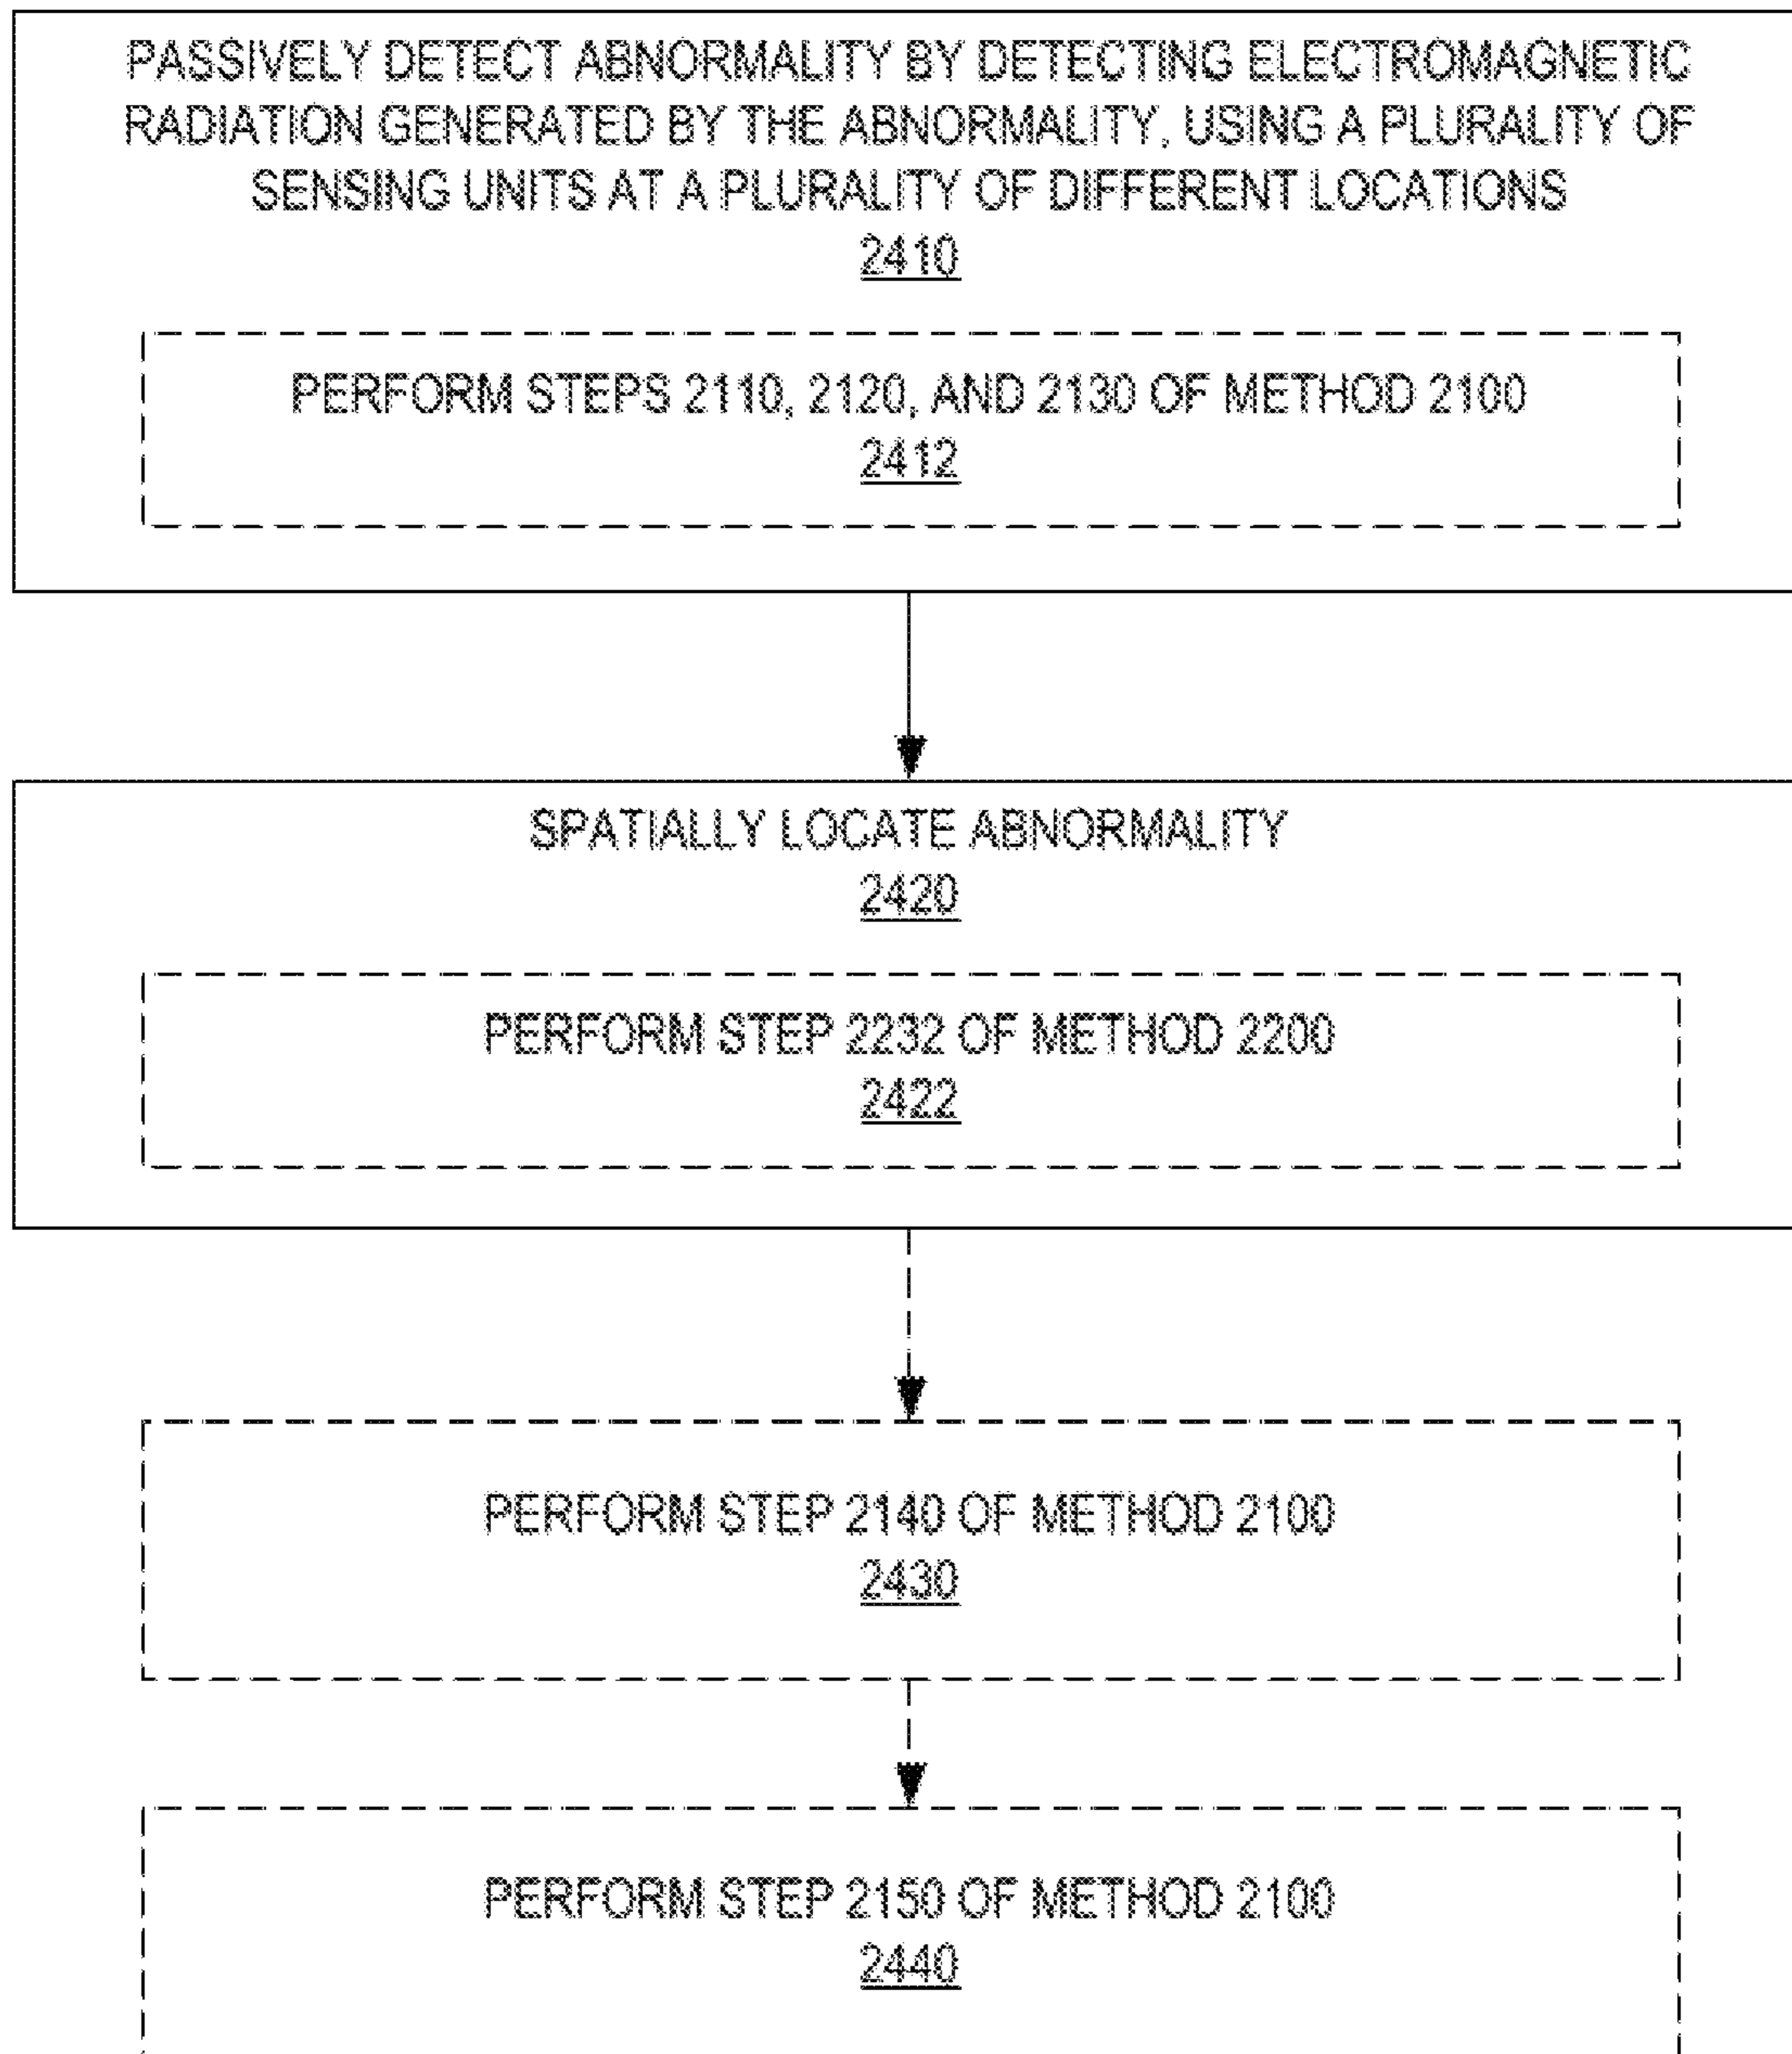 PASSIVELY DETECT ABNORMALITY BY DETECTING ELECTROMAGNETIC
RADIATION GENERATED BY THE ABNORMALITY, USING A PLURALITY OF
SENSING UNITS AT A PLURALITY OF DIFFERENT LOCATIONS
2410
PERFORM STEPS 2110, 2120, AND 2130 OF METHOD 2100
2412
SPATIALLY LOCATE ABNORMALITY
2420
PERFORM STEP 2232 OF METHOD 2200
2422
PERFORM STEP 2140 OF METHOD 2100
2430
PERFORM STEP 2150 OF METHOD 2100
2440